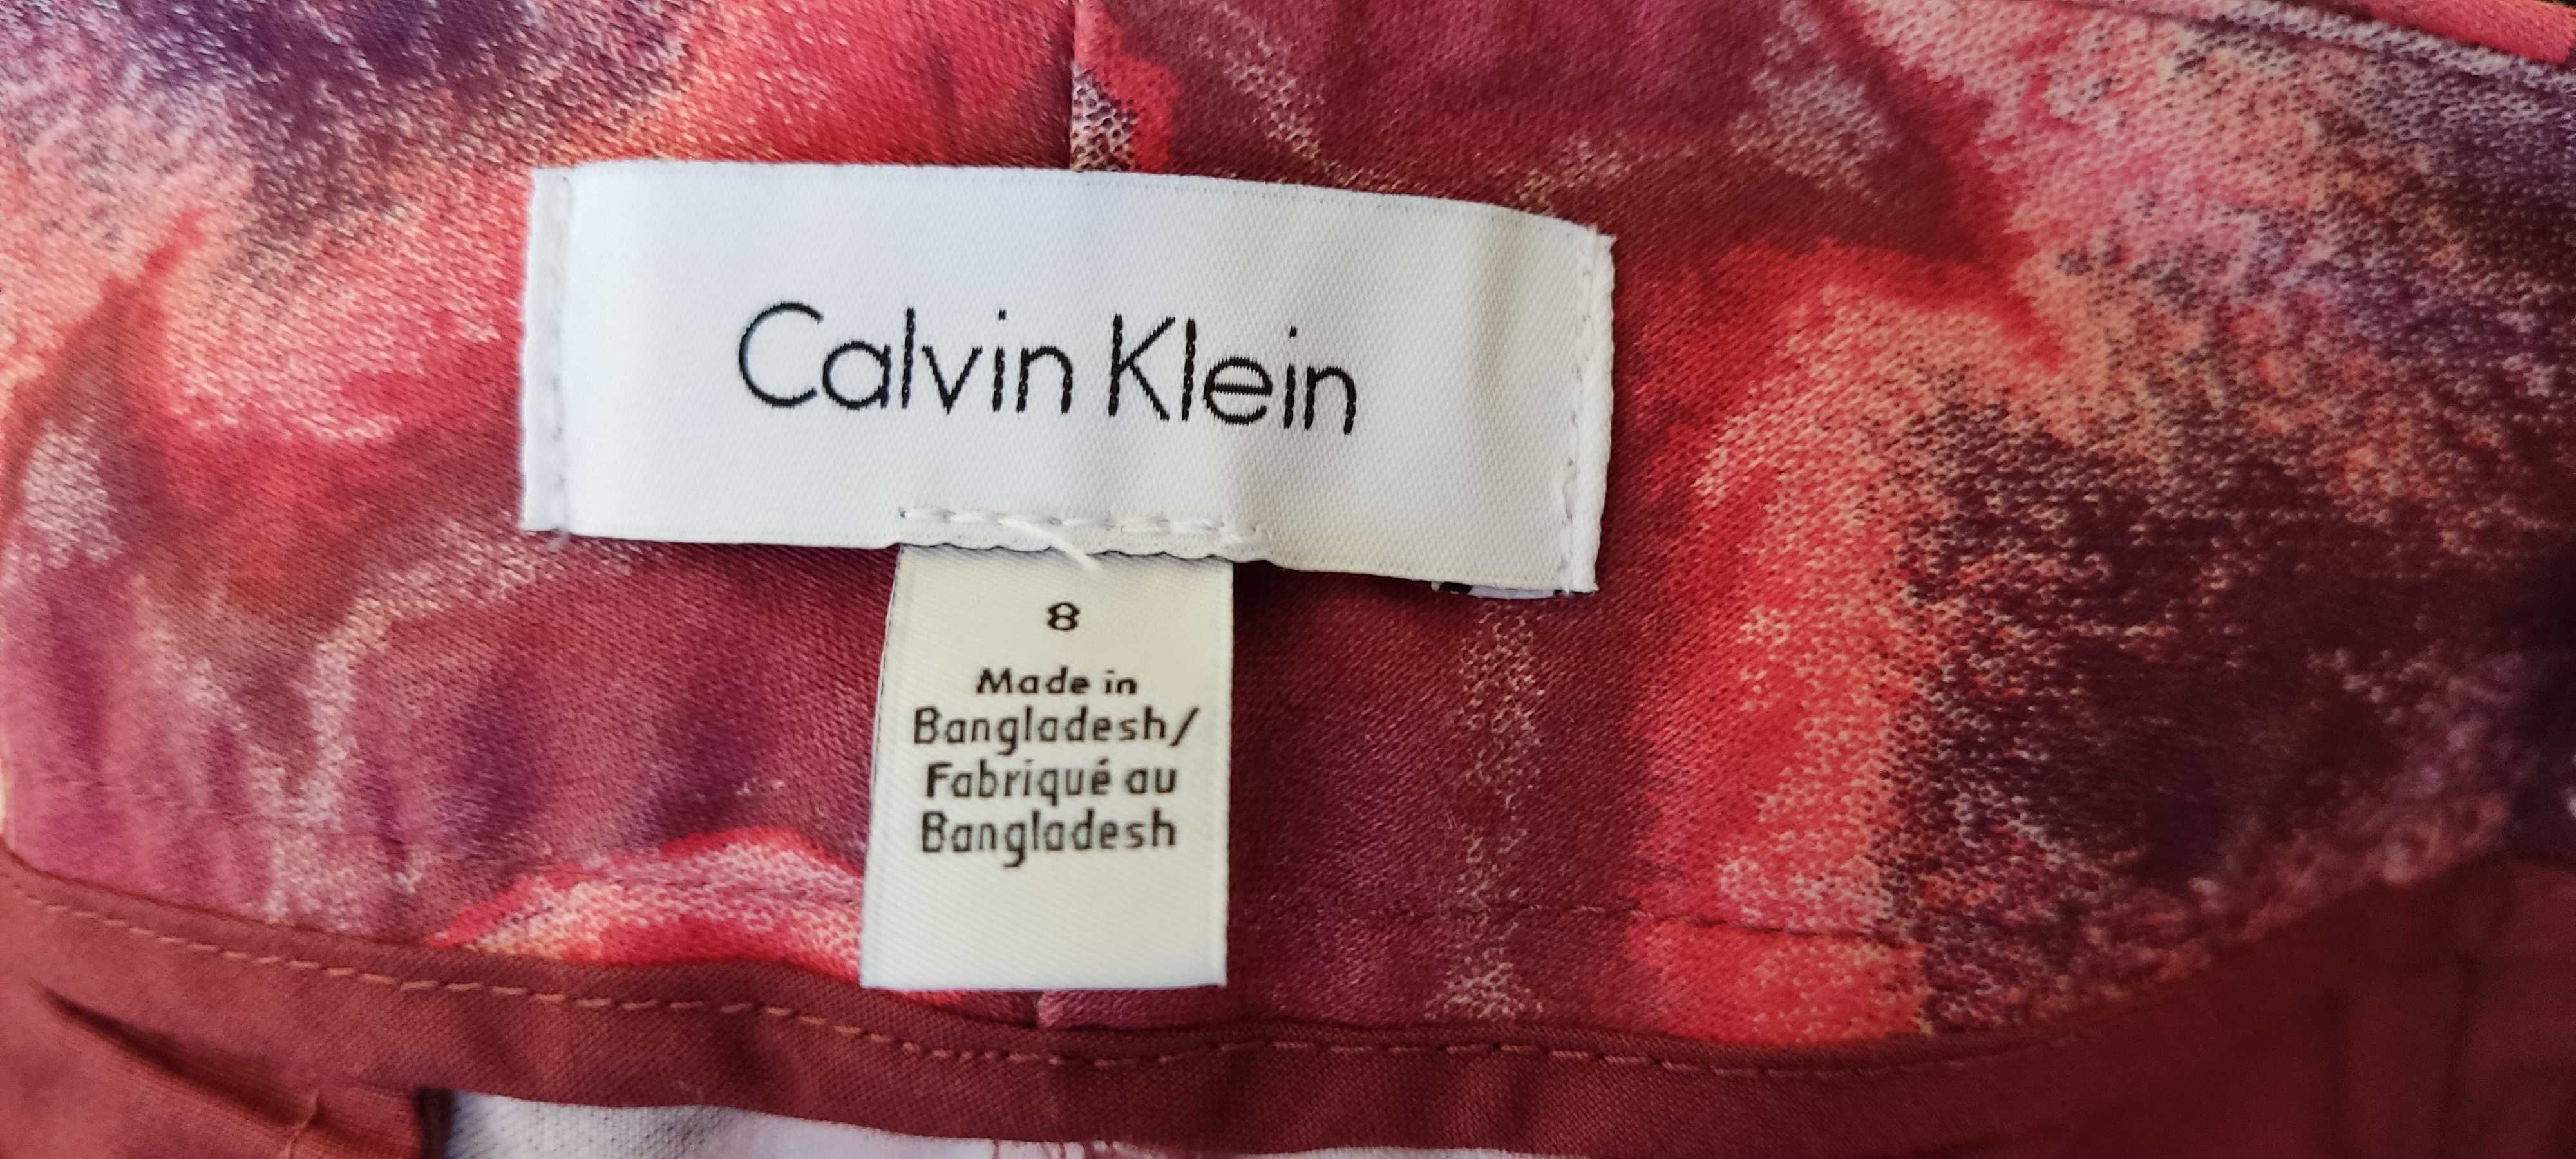 Calvin Klein
8
Made in
Bangladesh/
Fabriqué au
Bangladesh